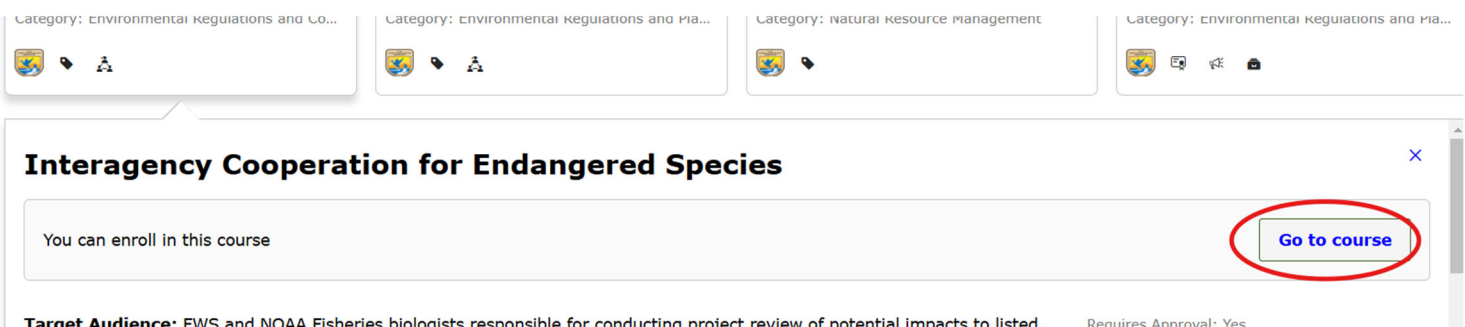 Category: Environmental Regulations and Co...
Category: Environmental Regulations and Pla...
Category: Natural Resource Management
Category: Environmental Regulations and Pla...
Interagency Cooperation for Endangered Species
You can enroll in this course
Go to course
Target Audience: FWS and NOAA Fisheries biologists responsible for conducting project review of potential impacts to listed
Requires Approval: Yes